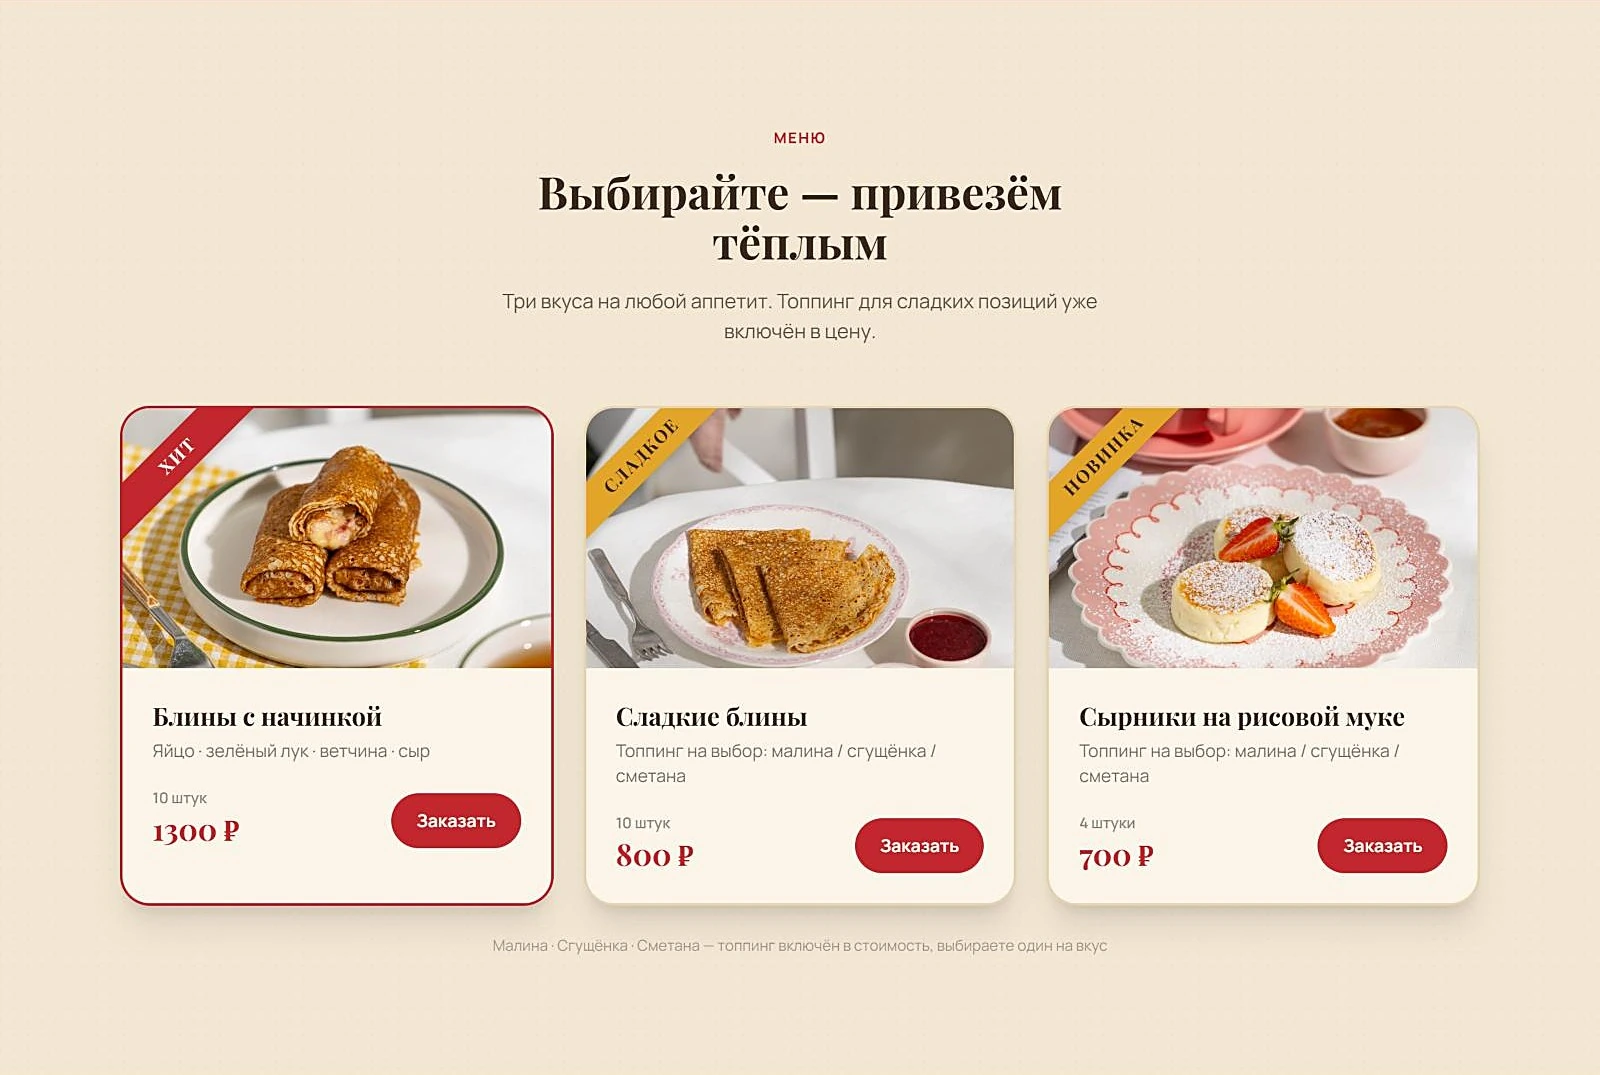 МЕНЮ
Выбирайте — привезём
тёплым
Три вкуса на любой аппетит. Топпинг для сладких позиций уже
включён в цену.
ХИТ
Блины с начинкой
Яйцо · зелёный лук · ветчина · сыр
10 штук
1300 ₽
Заказать
СЛАДКОЕ
Сладкие блины
Топпинг на выбор: малина / сгущёнка /
сметана
10 штук
800 ₽
Заказать
НОВИНКА
Сырники на рисовой муке
Топпинг на выбор: малина / сгущёнка /
сметана
4 штуки
700 ₽
Заказать
Малина · Сгущёнка · Сметана — топпинг включён в стоимость, выбираете один на вкус